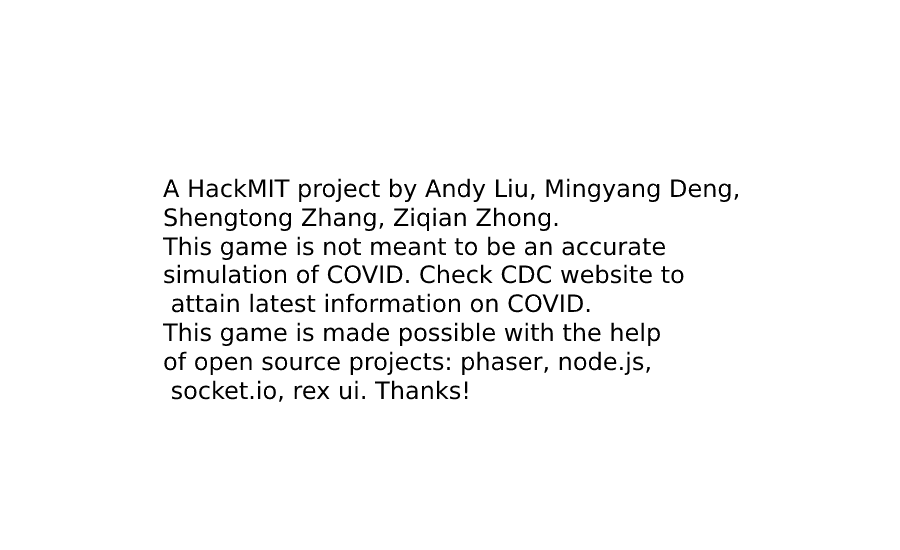 A HackMIT project by Andy Liu, Mingyang Deng,
Shengtong Zhang, Ziqian Zhong.
This game is not meant to be an accurate
simulation of COVID. Check CDC website to
attain latest information on COVID.
This game is made possible with the help
of open source projects: phaser, node.js,
socket.io, rex ui. Thanks!